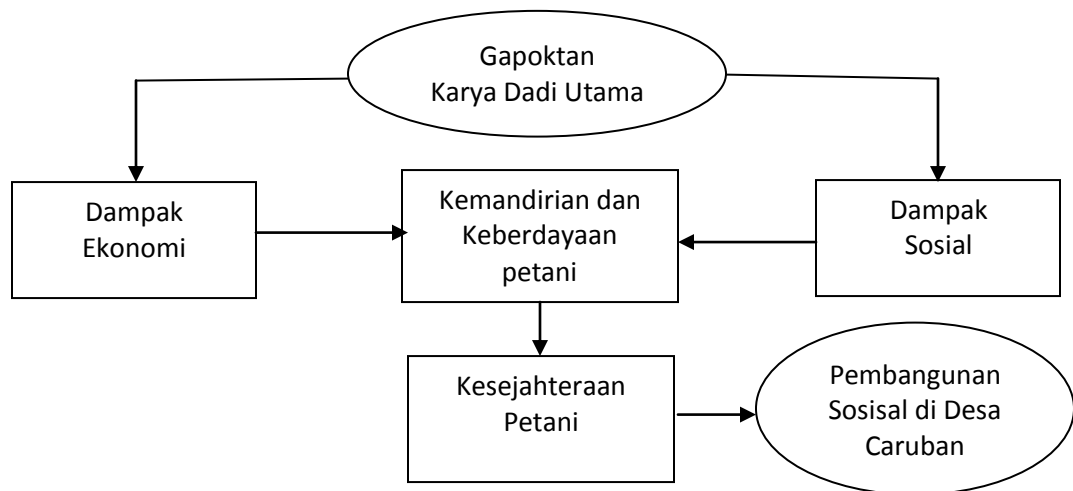 Gapoktan
Karya Dadi Utama
Dampak
Ekonomi
Kemandirian dan
Keberdayaan
petani
Dampak
Sosial
Kesejahteraan
Petani
Pembangunan
Sosisal di Desa
Caruban